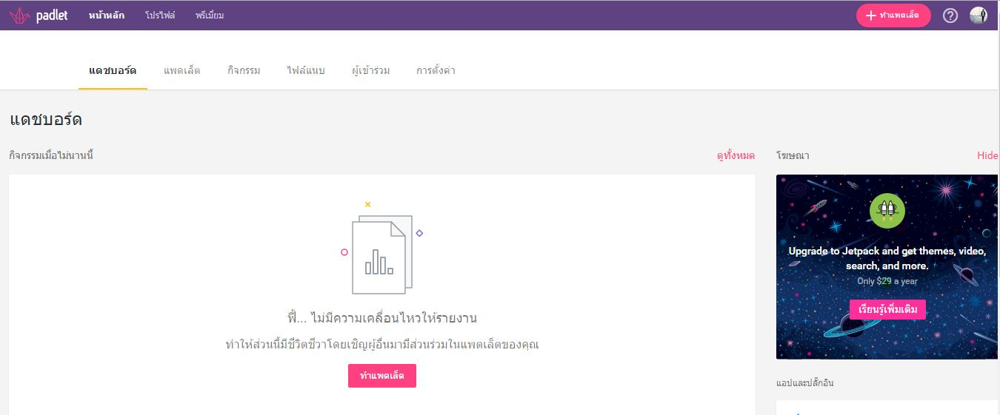 padlet
หน้าหลัก
โปรไฟล์
พรีเมี่ยม
ทำแพตเล็ต
แดชบอร์ด
แพดเล็ต
กิจกรรม
ไฟล์แนบ
ผู้เข้าร่วม
การตั้งค่า
แดชบอร์ด
กิจกรรมเมื่อไม่นานนี้
ดูทั้งหมด
โฆษณา
Hide
Upgrade to Jetpack and get themes, video,
search, and more.
Only $29 a year
เรียนรู้เพิ่มเติม
ฟี้... ไม่มีความเคลื่อนไหวให้รายงาน
ทำให้ส่วนนี้มีชีวิตชีวาโดยเชิญผู้อื่นมามีส่วนร่วมในแพตเล็ตของคุณ
ทำแพตเล็ต
แอปและปลั๊กอิน